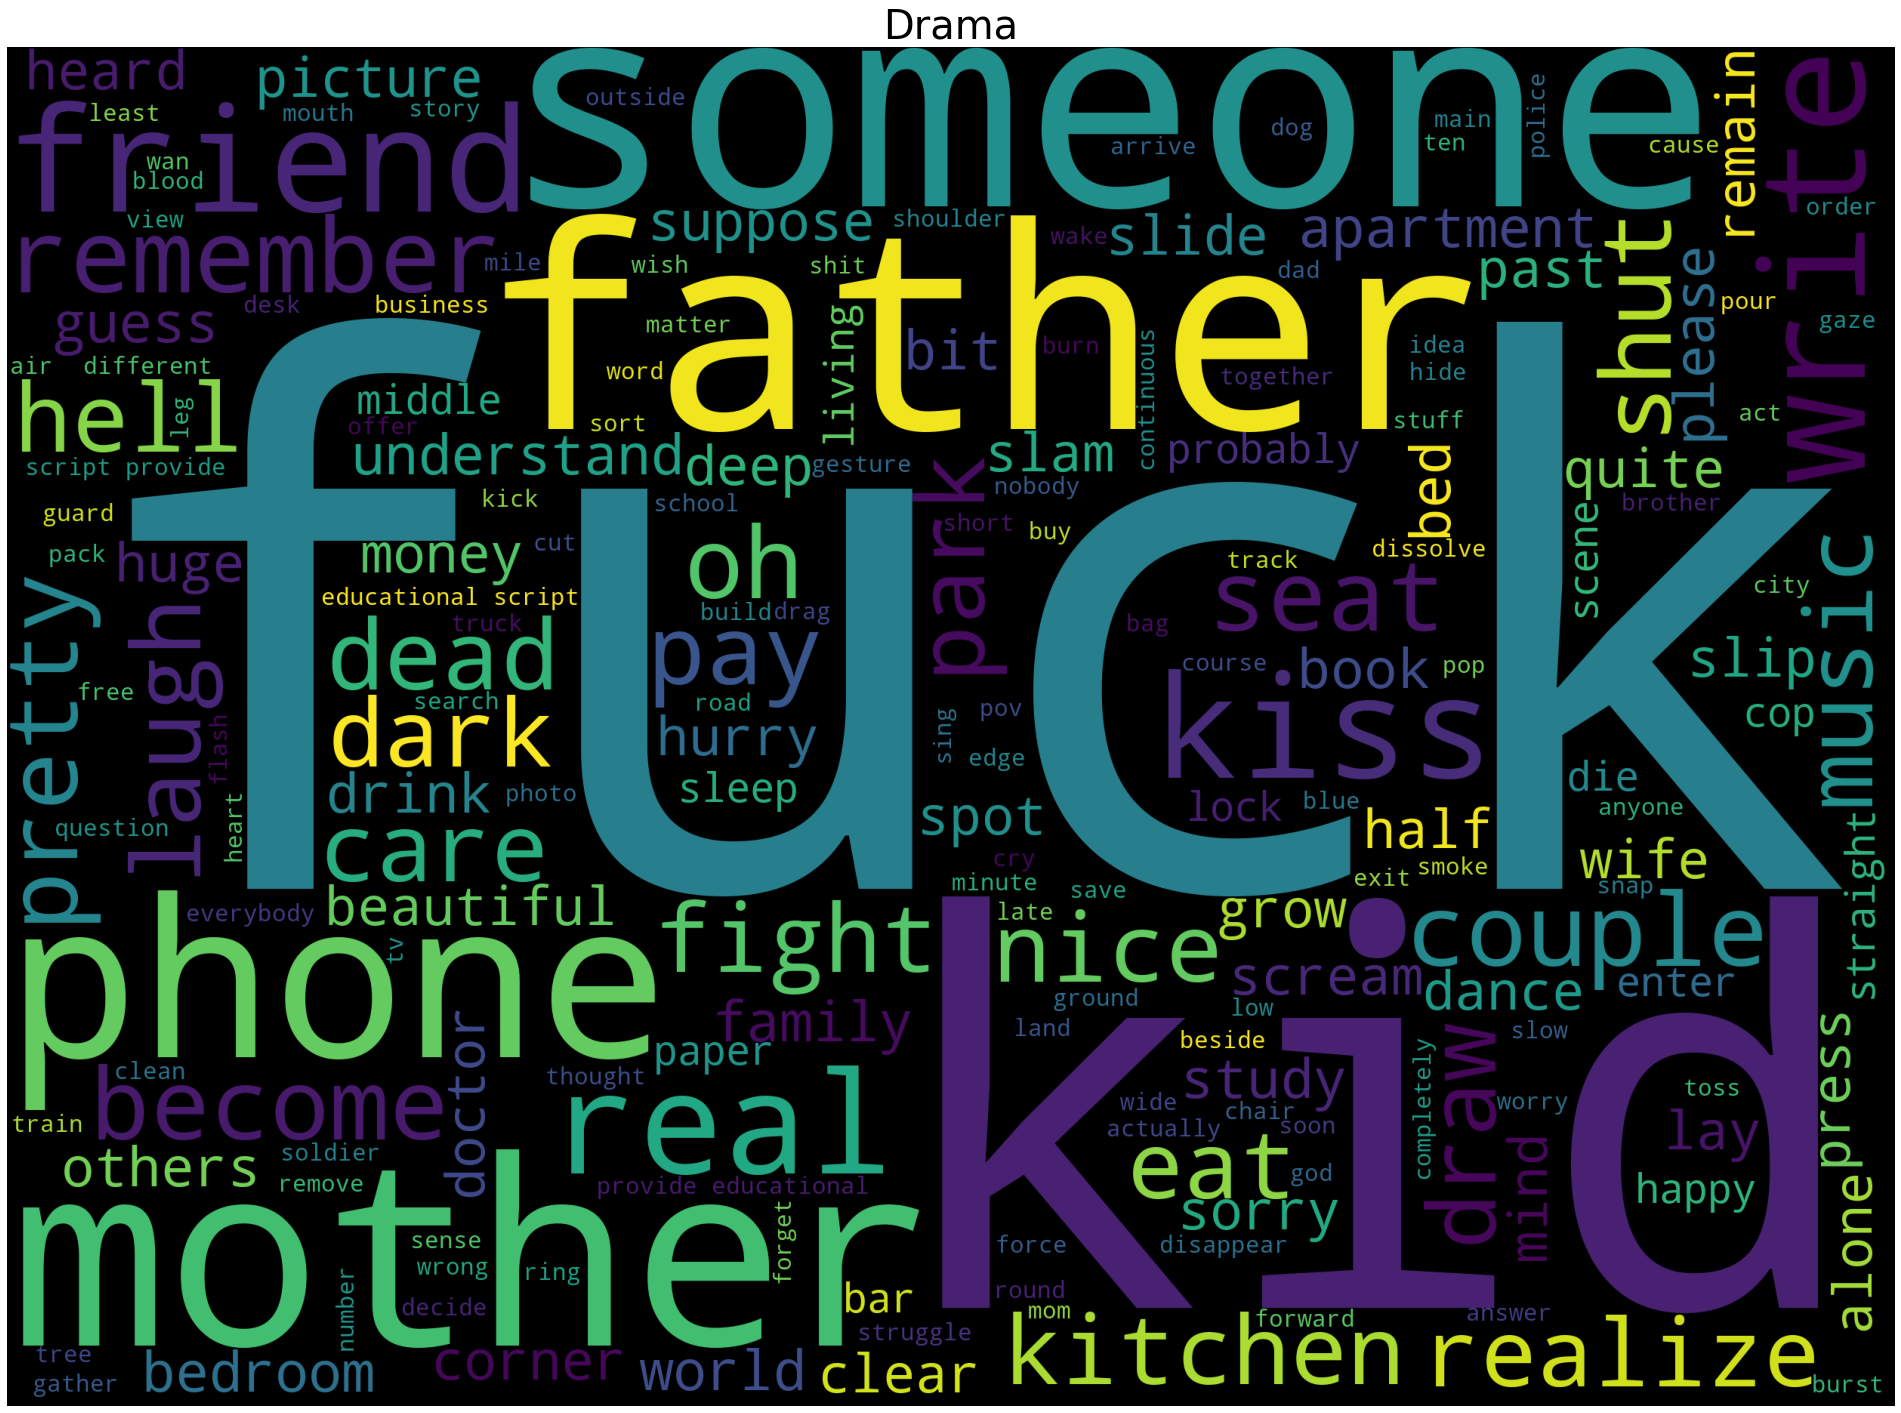 Drama
heard
picture
someone
least
mouth
story
outside
dog
main
police
remain
write
friend
arrive
ten
cause
wan
blood
view
suppose
shoulder
slide
apartment
shut
order
remember
mile
wish
shit
father
wake
dad
past
please
pour
desk
business
guess
matter
living
bit
burn
continuous
idea
gaze
air
different
word
together
hide
hell
leg
middle
sort
stuff
act
offer
script provide
understand
deep
gesture
slam
probably
bed
quite
fuck
guard
kick
school
park
nobody
short
buy
brother
scene
pack
huge
money
cut
oh
track
dissolve
music
educational script
seat
city
pretty
laugh
truck
build
drag
bag
dead
pay
course
book
pop
slip
free
search
road
kiss
flash
dark
hurry
sing
pov
edge
cop
drink
photo
sleep
lock
blue
die
heart
question
care
spot
half
anyone
straight
cry
exit
smoke
wife
everybody
beautiful
minute
save
snap
phone
tv
fight
late
nice
grow
couple
kid
scream
dance
enter
family
ground
low
land
doctor
paper
beside
draw
slow
press
clean
become
thought
real
study
completely
toss
train
wide
chair
worry
actually
soon
lay
others
soldier
eat
mind
remove
provide educational
god
happy
alone
mother
sorry
forget
sense
force
disappear
wrong
ring
number
decide
round
bar
mom
forward
answer
struggle
kitchen
realize
tree
gather
bedroom
corner
world
clear
burst